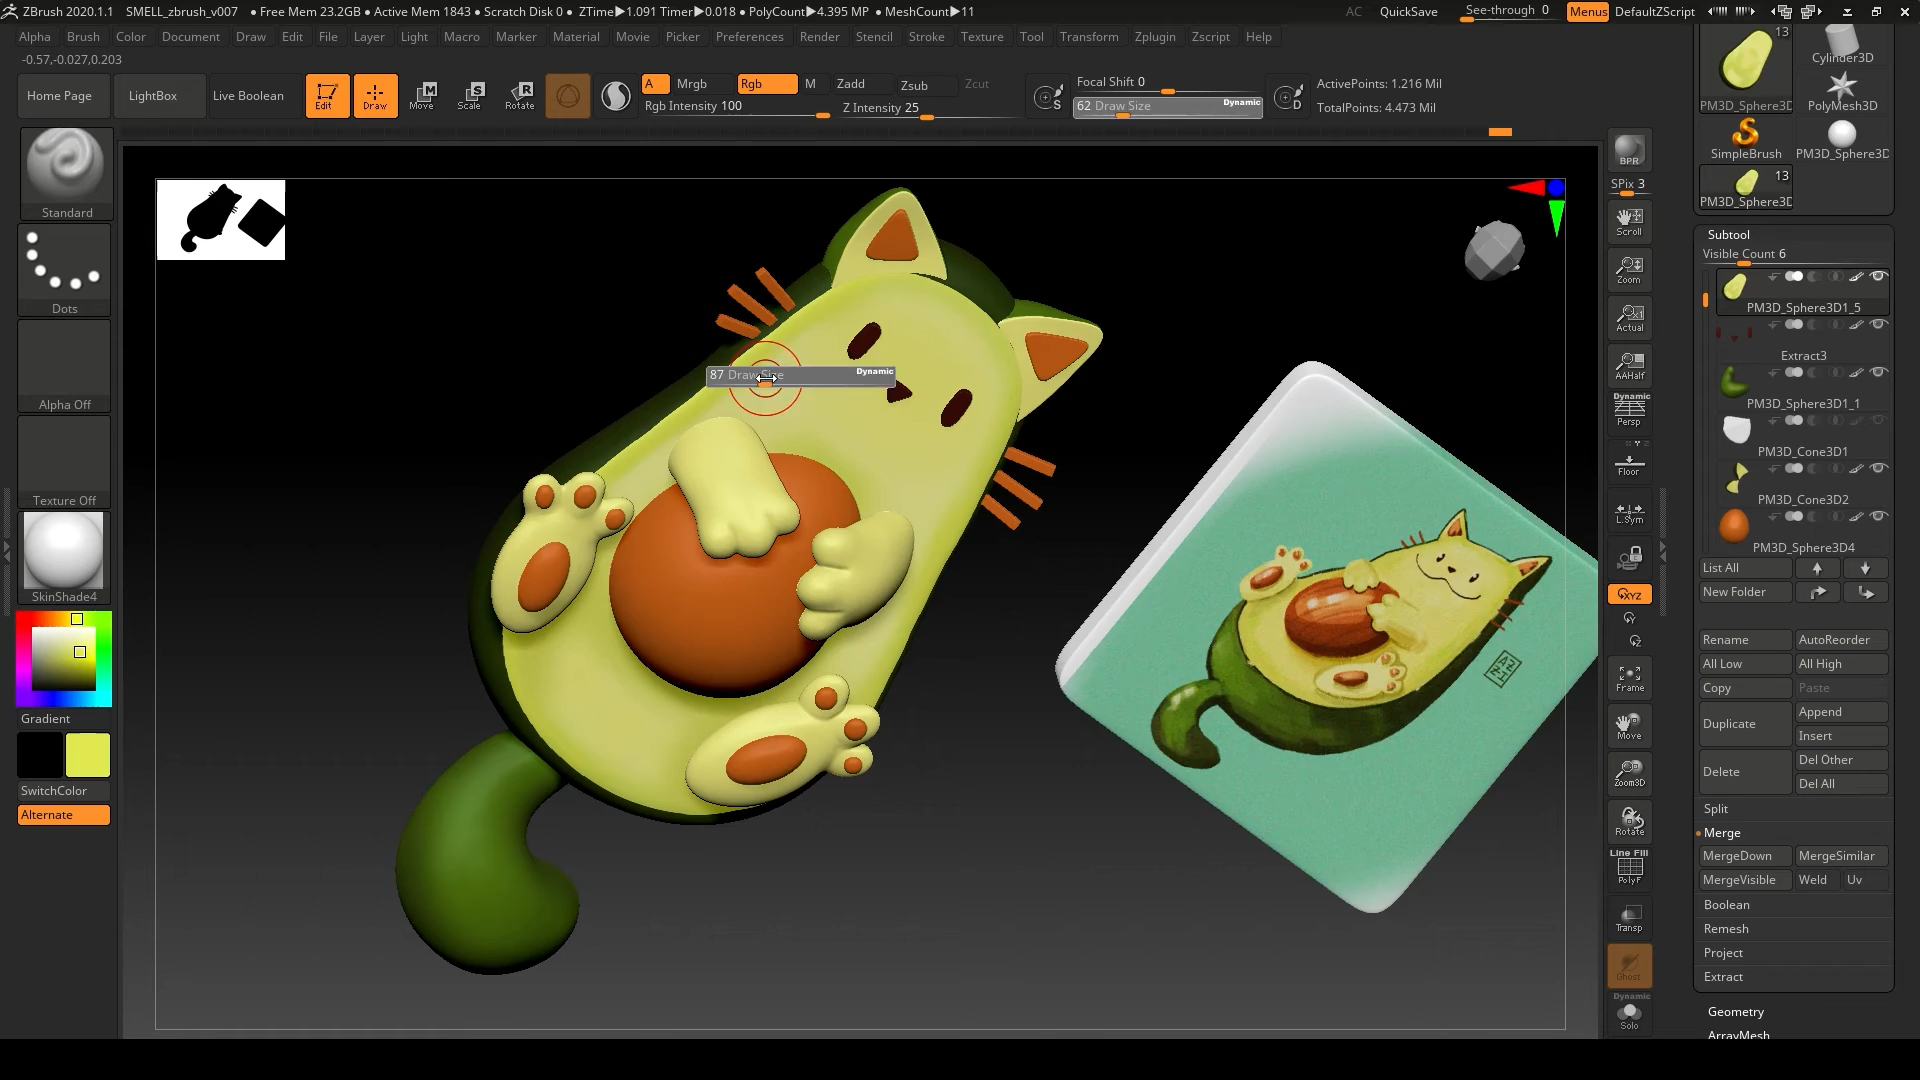 ZBrush 2020.1.1 SMELL_zbrush_v007 • Free Mem 23.2GB • Active Mem 1843 • Scratch Disk 0 • ZTime▶1.091 Timer▶0.018 • PolyCount▶4.395 MP • MeshCount▶11 AC QuickSave See-through 0 Menus DefaultZScript
Alpha Brush Color Document Draw Edit File Layer Light Macro Marker Material Movie Picker Preferences Render Stencil Stroke Texture Tool Transform Zplugin Zscript Help
-0.57,-0.027,0.203
Home Page LightBox Live Boolean Edit Draw Move Scale Rotate
A Mrgb Rgb M Zadd Zsub Zcut
Rgb Intensity 100 Z Intensity 25
S Focal Shift 0 D
62 Draw Size Dynamic
ActivePoints: 1.216 Mil
TotalPoints: 4.473 Mil
Standard
Dots
Alpha Off
Texture Off
SkinShade4
Gradient
SwitchColor
Alternate
87 Draw Size Dynamic
BPR
SPix 3
Scroll
Zoom
Actual
AAHalf
Dynamic
Persp
Floor
L.Sym
XYZ
Frame
Move
Zoom3D
Rotate
Line Fill
PolyF
Transp
Ghost
Dynamic
Solo
13
Cylinder3D
PM3D_Sphere3D
PolyMesh3D
SimpleBrush
PM3D_Sphere3D
13
PM3D_Sphere3D
Subtool
Visible Count 6
PM3D_Sphere3D1_5
Extract3
PM3D_Sphere3D1_1
PM3D_Cone3D1
PM3D_Cone3D2
PM3D_Sphere3D4
List All
New Folder
Rename AutoReorder
All Low All High
Copy Paste
Duplicate Append
Insert
Delete Del Other
Del All
Split
Merge
MergeDown MergeSimilar
MergeVisible Weld Uv
Boolean
Remesh
Project
Extract
Geometry
ArrayMesh